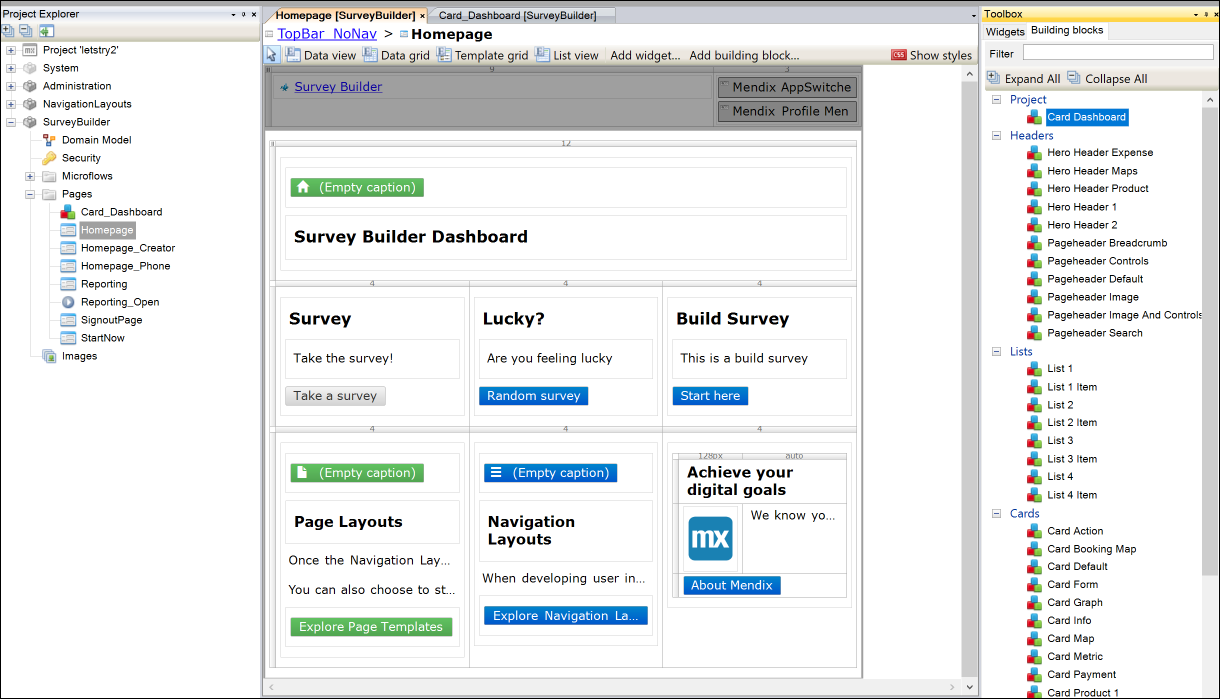 Project Explorer
Project 'letstry2'
System
Administration
NavigationLayouts
SurveyBuilder
Domain Model
Security
Microflows
Pages
Card_Dashboard
Homepage
Homepage_Creator
Homepage_Phone
Reporting
Reporting_Open
SignoutPage
StartNow
Images
Homepage [SurveyBuilder] × Card_Dashboard [SurveyBuilder]
TopBar_NoNav > Homepage
Data view Data grid Template grid List view Add widget... Add building block... CSS Show styles
9 3
Survey Builder
Mendix AppSwitche
Mendix Profile Men
12
(Empty caption)
Survey Builder Dashboard
4 4 4
Survey
Take the survey!
Take a survey
Lucky?
Are you feeling lucky
Random survey
Build Survey
This is a build survey
Start here
4 4 4
(Empty caption)
Page Layouts
Once the Navigation Lay...
You can also choose to st...
Explore Page Templates
(Empty caption)
Navigation
Layouts
When developing user in...
Explore Navigation La...
128px auto
Achieve your
digital goals
mx
We know yo...
About Mendix
Toolbox
Widgets Building blocks
Filter
Expand All Collapse All
Project
Card Dashboard
Headers
Hero Header Expense
Hero Header Maps
Hero Header Product
Hero Header 1
Hero Header 2
Pageheader Breadcrumb
Pageheader Controls
Pageheader Default
Pageheader Image
Pageheader Image And Controls
Pageheader Search
Lists
List 1
List 1 Item
List 2
List 2 Item
List 3
List 3 Item
List 4
List 4 Item
Cards
Card Action
Card Booking Map
Card Default
Card Form
Card Graph
Card Info
Card Map
Card Metric
Card Payment
Card Product 1